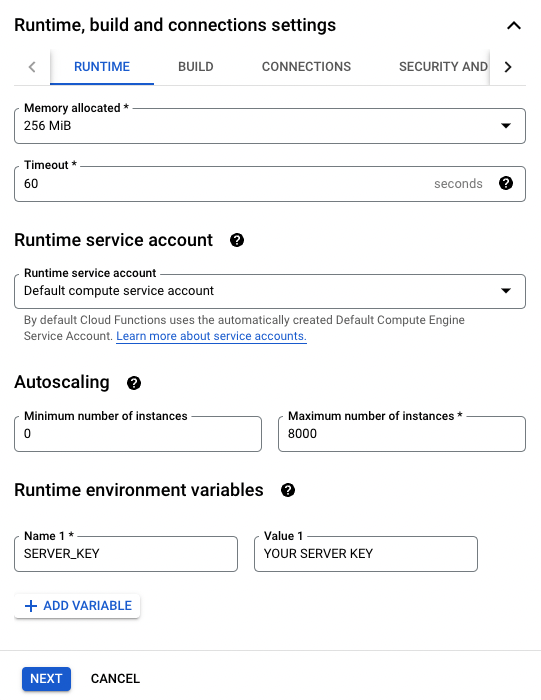 Runtime, build and connections settings
RUNTIME BUILD CONNECTIONS SECURITY AND
Memory allocated *
256 MiB
Timeout *
60 seconds
Runtime service account
Runtime service account
Default compute service account
By default Cloud Functions uses the automatically created Default Compute Engine
Service Account. Learn more about service accounts.
Autoscaling
Minimum number of instances Maximum number of instances *
0 8000
Runtime environment variables
Name 1 * Value 1
SERVER_KEY YOUR SERVER KEY
ADD VARIABLE
NEXT CANCEL